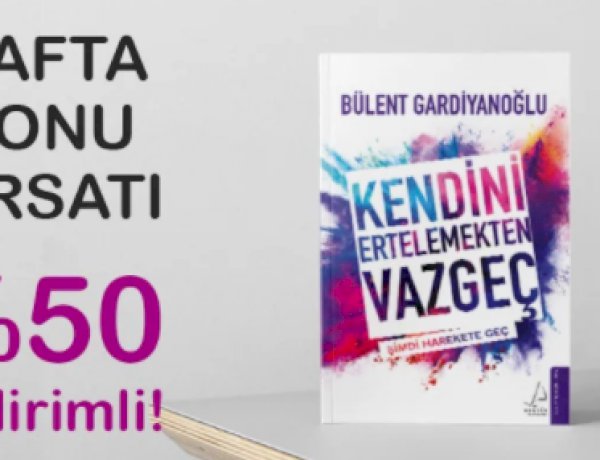 AFTA
ONU
RSATI
%50
dirimli!
BÜLENT GARDİYANOĞLU
KENDİNİ
ERTELEMEKTEN
VAZGEÇ
ŞİMDİ HAREKETE GEÇ